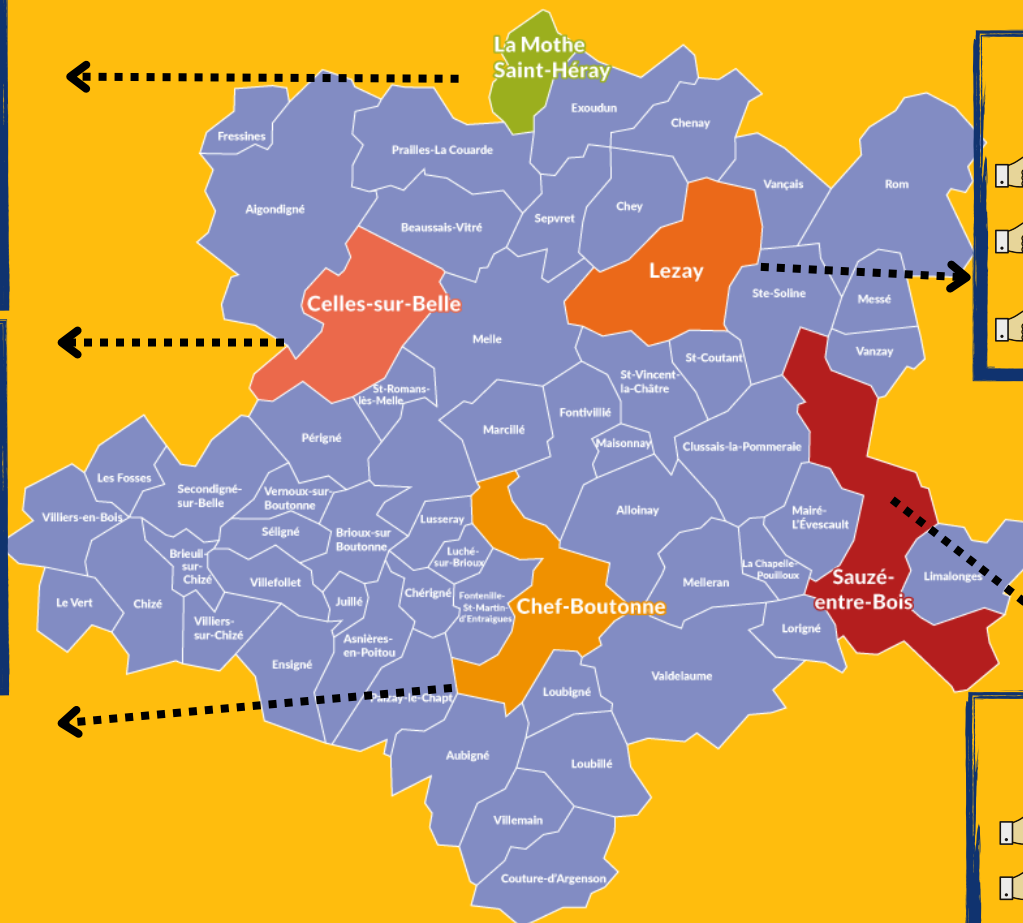 La Mothe
Saint-Héray
Exoudun
Chenay
Fressines
Prailles-La Couarde
Vançais
Rom
Aigondigné
Chey
Sepvret
Beaussais-Vitré
Lezay
Celles-sur-Belle
Ste-Soline
Messé
Melle
Vanzay
St-Coutant
St-Vincent-
la-Châtre
St-Romans-
lès-Melle
Fontivillié
Marcillé
Périgné
Maisonnay
Clussais-la-Pommeraie
Les Fosses
Secondigné-
sur-Belle
Vernoux-sur-
Boutonne
Villiers-en-Bois
Lusseray
Alloinay
Mairé-
L'Évescault
Séligné
Brioux-sur
Boutonne
Luché-
sur-Brioux
Brieuil-
sur-
Chizé
Villefollet
La Chapelle-
Pouilloux
Melleran
Limalonges
Sauzé-
entre-Bois
Chérigné
Fontenille-
St-Martin-
d'Entraigues
Juillé
Chef-Boutonne
Le Vert
Chizé
Villiers-
sur-Chizé
Lorigné
Asnières-
en-Poitou
Ensigné
Valdelaume
Paizay-le-Chapt
Loubigné
Aubigné
Loubillé
Villemain
Couture-d'Argenson